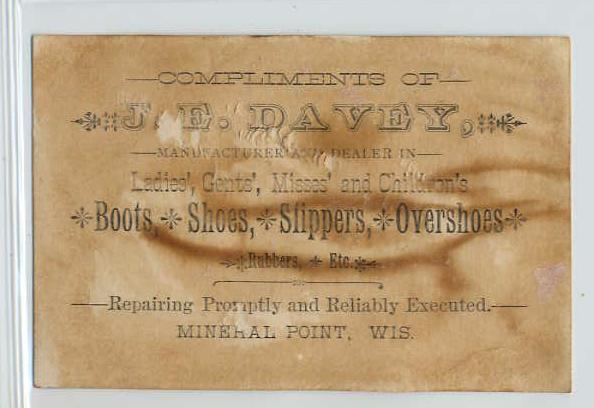 COMPLIMENTS OF
J. E. DAVEY,
MANUFACTURER AND DEALER IN
Ladies', Gents', Misses' and Children's
Boots, Shoes, Slippers, Overshoes
Rubbers, Etc.
Repairing Promptly and Reliably Executed.
MINERAL POINT, WIS.